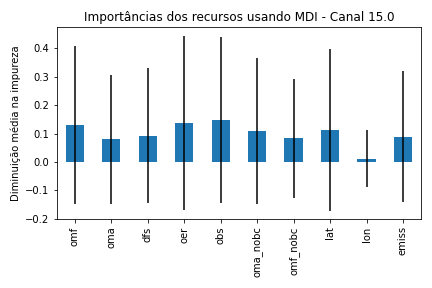 Importâncias dos recursos usando MDI - Canal 15.0
Diminuição média na impureza
0.4
0.3
0.2
0.1
0.0
−0.1
−0.2
omf
oma
dfs
oer
obs
oma_nobc
omf_nobc
lat
lon
emiss